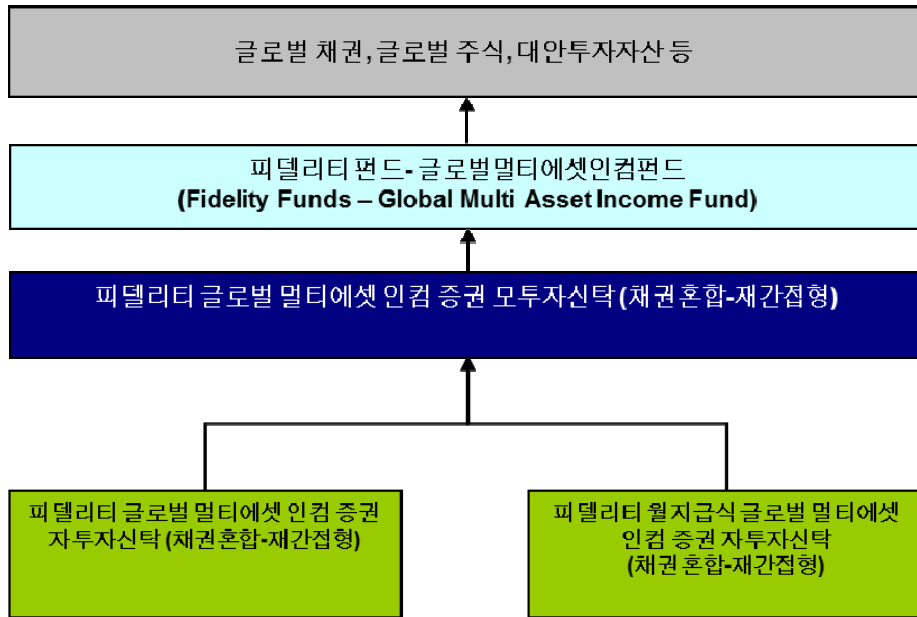 글로벌 채권, 글로벌 주식, 대안투자자산 등
피델리티 펀드- 글로벌멀티에셋인컴펀드
(Fidelity Funds – Global Multi Asset Income Fund)
피델리티 글로벌 멀티에셋 인컴 증권 모투자신탁 (채권혼합-재간접형)
피델리티 글로벌 멀티에셋 인컴 증권
자투자신탁 (채권혼합-재간접형)
피델리티 월지급식 글로벌 멀티에셋
인컴 증권 자투자신탁
(채권혼합-재간접형)